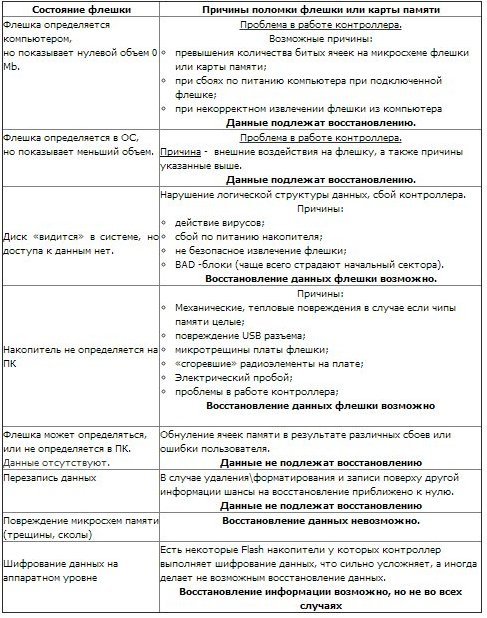 Состояние флешки
Причины поломки флешки или карты памяти
Флешка определяется
компьютером,
но показывает нулевой объем 0
Mb.
Проблема в работе контроллера.
Возможные причины:
превышения количества битых ячеек на микросхеме флешки
или карты памяти;
при сбоях по питанию компьютера при подключенной
флешке;
при некорректном извлечении флешки из компьютера
Данные подлежат восстановлению.
Флешка определяется в ОС,
но показывает меньший объем.
Проблема в работе контроллера.
Причина - внешние воздействия на флешку, а также причины
указанные выше.
Данные подлежат восстановлению.
Диск «видится» в системе, но
доступа к данным нет.
Нарушение логической структуры данных, сбой контроллера.
Причины:
действие вирусов;
сбой по питанию накопителя;
не безопасное извлечение флешки;
BAD -блоки (чаще всего страдают начальный сектора).
Восстановление данных флешки возможно.
Накопитель не определяется на
ПК
Причины:
Механические, тепловые повреждения в случае если чипы
памяти целые;
повреждение USB разъема;
микротрещины платы флешки;
«сгоревшие» радиоэлементы на плате;
Электрический пробой;
проблемы в работе контроллера;
Восстановление данных флешки возможно
Флешка может определяться,
или не определяется в ПК.
Данные отсутствуют.
Обнуление ячеек памяти в результате различных сбоев или
ошибки пользователя.
Данные не подлежат восстановлению
Перезапись данных
В случае удаления\форматирования и записи поверху другой
информации шансы на восстановление приближено к нулю.
Данные не подлежат восстановлению
Повреждение микросхем памяти
(трещины, сколы)
Восстановление данных невозможно.
Шифрование данных на
аппаратном уровне
Есть некоторые Flash накопители у которых контроллер
выполняет шифрование данных, что сильно усложняет, а иногда
делает не возможным восстановление данных.
Восстановление информации возможно, но не во всех
случаях